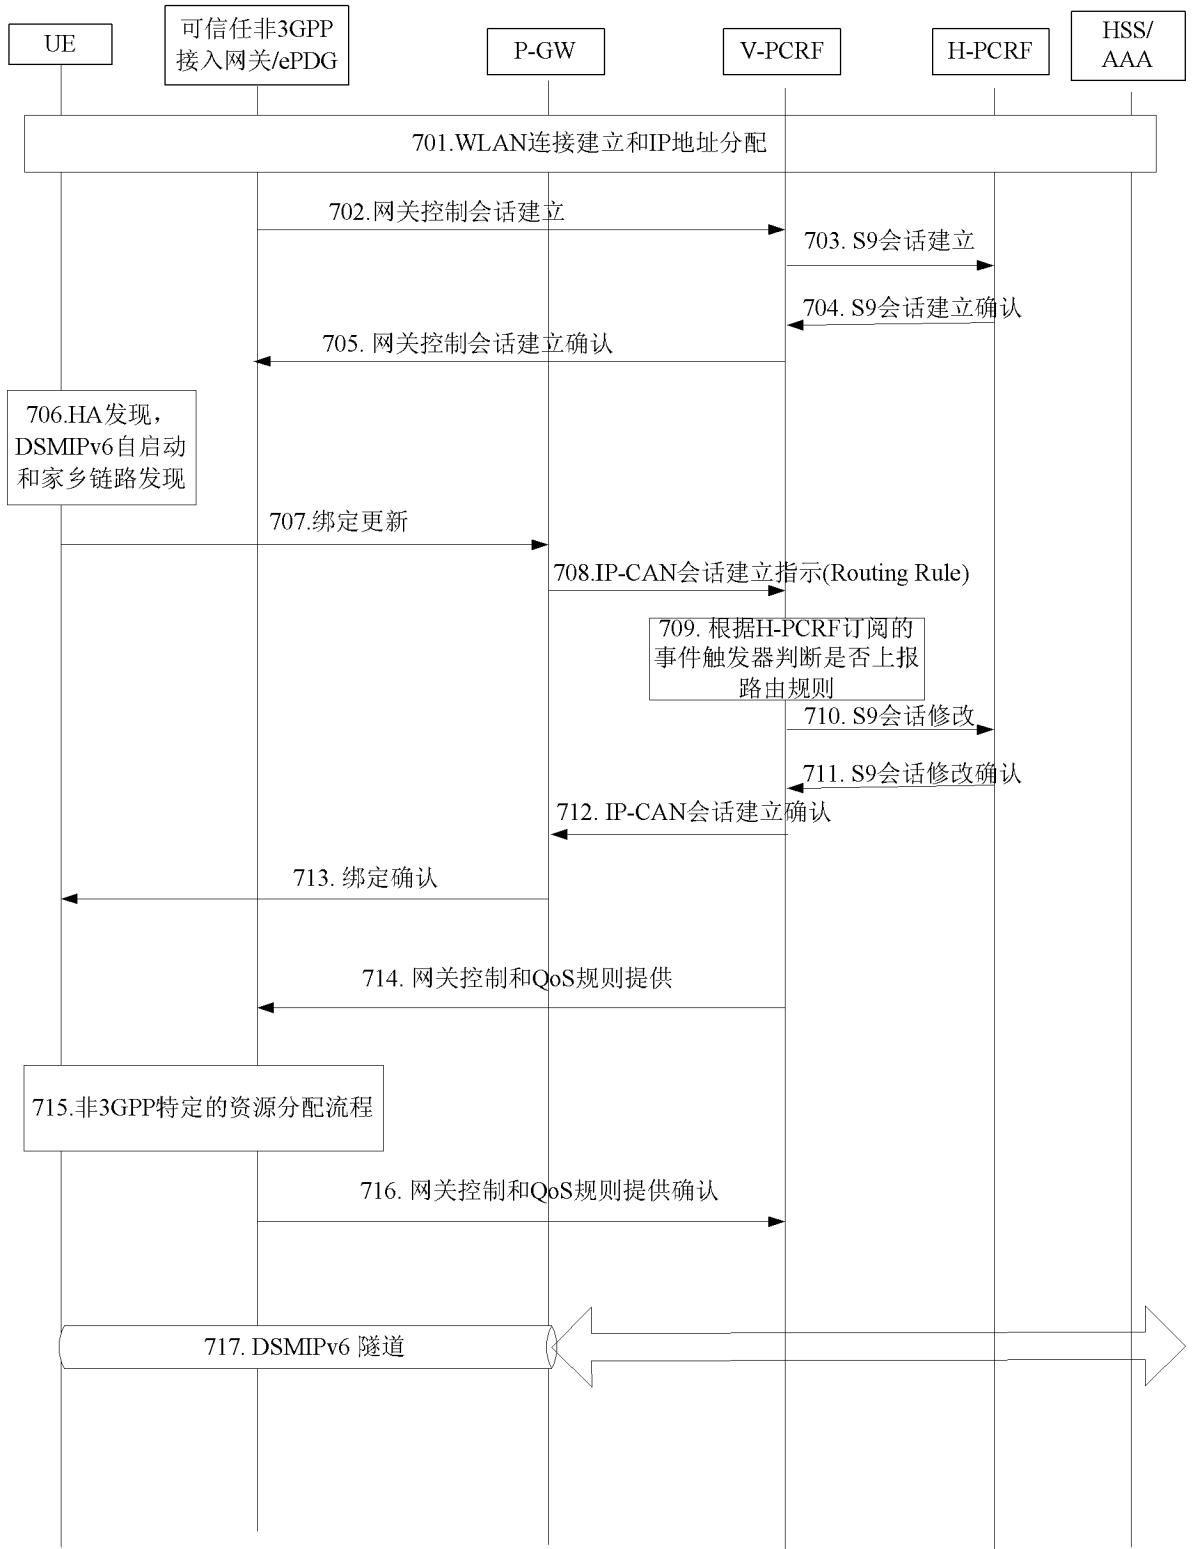 UE
可信任非3GPP
接入网关/ePDG
P-GW
V-PCRF
H-PCRF
HSS/
AAA
701.WLAN连接建立和IP地址分配
702.网关控制会话建立
703. S9会话建立
704. S9会话建立确认
705. 网关控制会话建立确认
706.HA发现，
DSMIPv6自启动
和家乡链路发现
707.绑定更新
708.IP-CAN会话建立指示(Routing Rule)
709. 根据H-PCRF订阅的
事件触发器判断是否上报
路由规则
710. S9会话修改
711. S9会话修改确认
712. IP-CAN会话建立确认
713. 绑定确认
714. 网关控制和QoS规则提供
715.非3GPP特定的资源分配流程
716. 网关控制和QoS规则提供确认
717. DSMIPv6 隧道